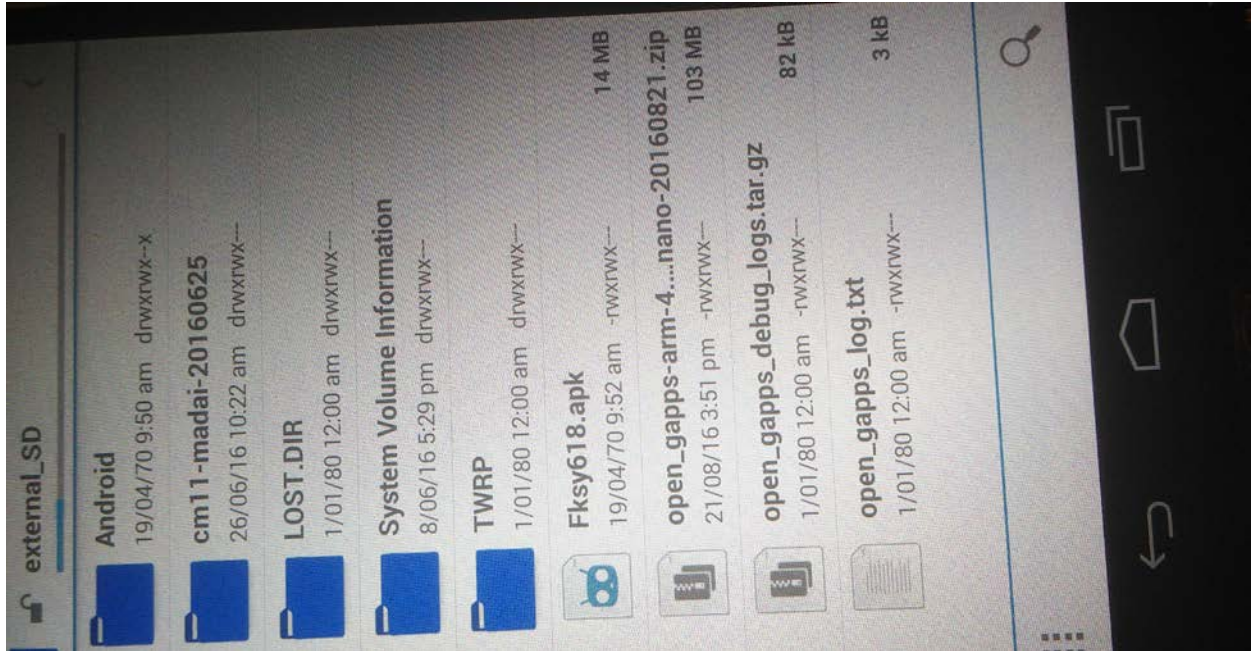 external_SD
Android
19/04/70 9:50 am drwxrwx--x
cm11-madai-20160625
26/06/16 10:22 am drwxrwx---
LOST.DIR
1/01/80 12:00 am drwxrwx---
System Volume Information
8/06/16 5:29 pm drwxrwx---
TWRP
1/01/80 12:00 am drwxrwx---
Fksy618.apk
19/04/70 9:52 am -rwxrwx--- 14 MB
open_gapps-arm-4....nano-20160821.zip
21/08/16 3:51 pm -rwxrwx--- 103 MB
open_gapps_debug_logs.tar.gz
1/01/80 12:00 am -rwxrwx--- 82 kB
open_gapps_log.txt
1/01/80 12:00 am -rwxrwx--- 3 kB